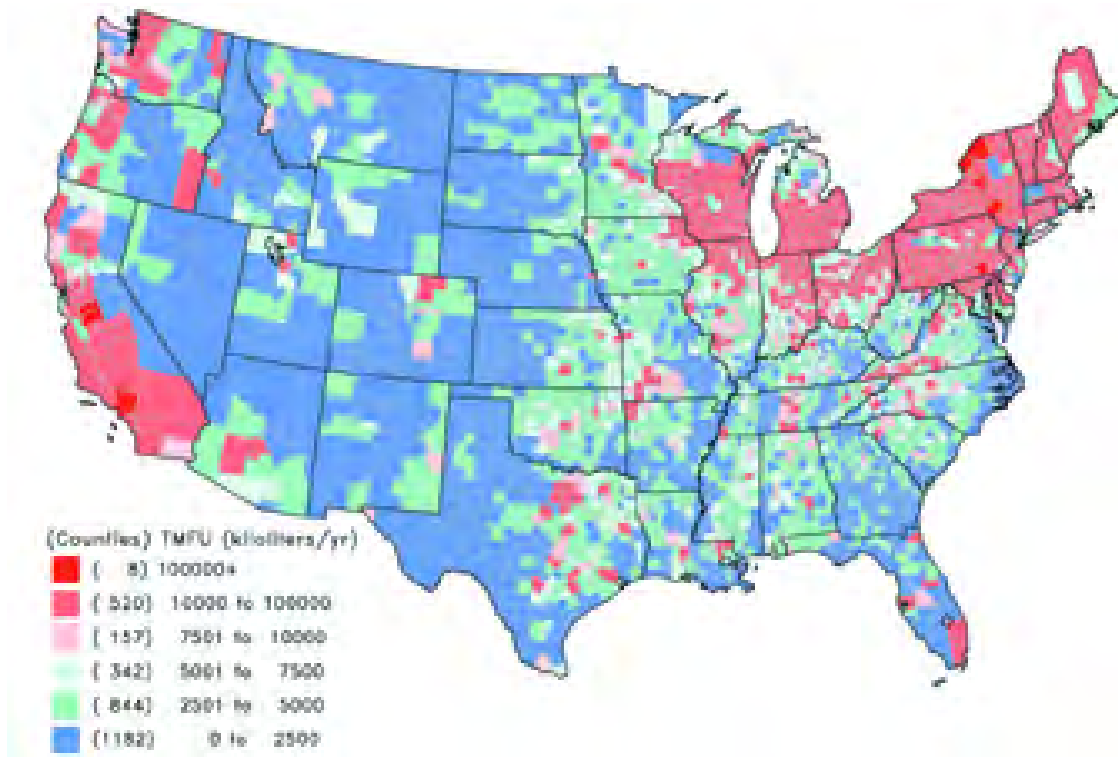 (Counties) TMFU (kiloliters/yr)
( 8) 100000+
( 520) 10000 to 100000
( 157) 7501 to 10000
( 342) 5001 to 7500
( 844) 2501 to 5000
(1182) 0 to 2500